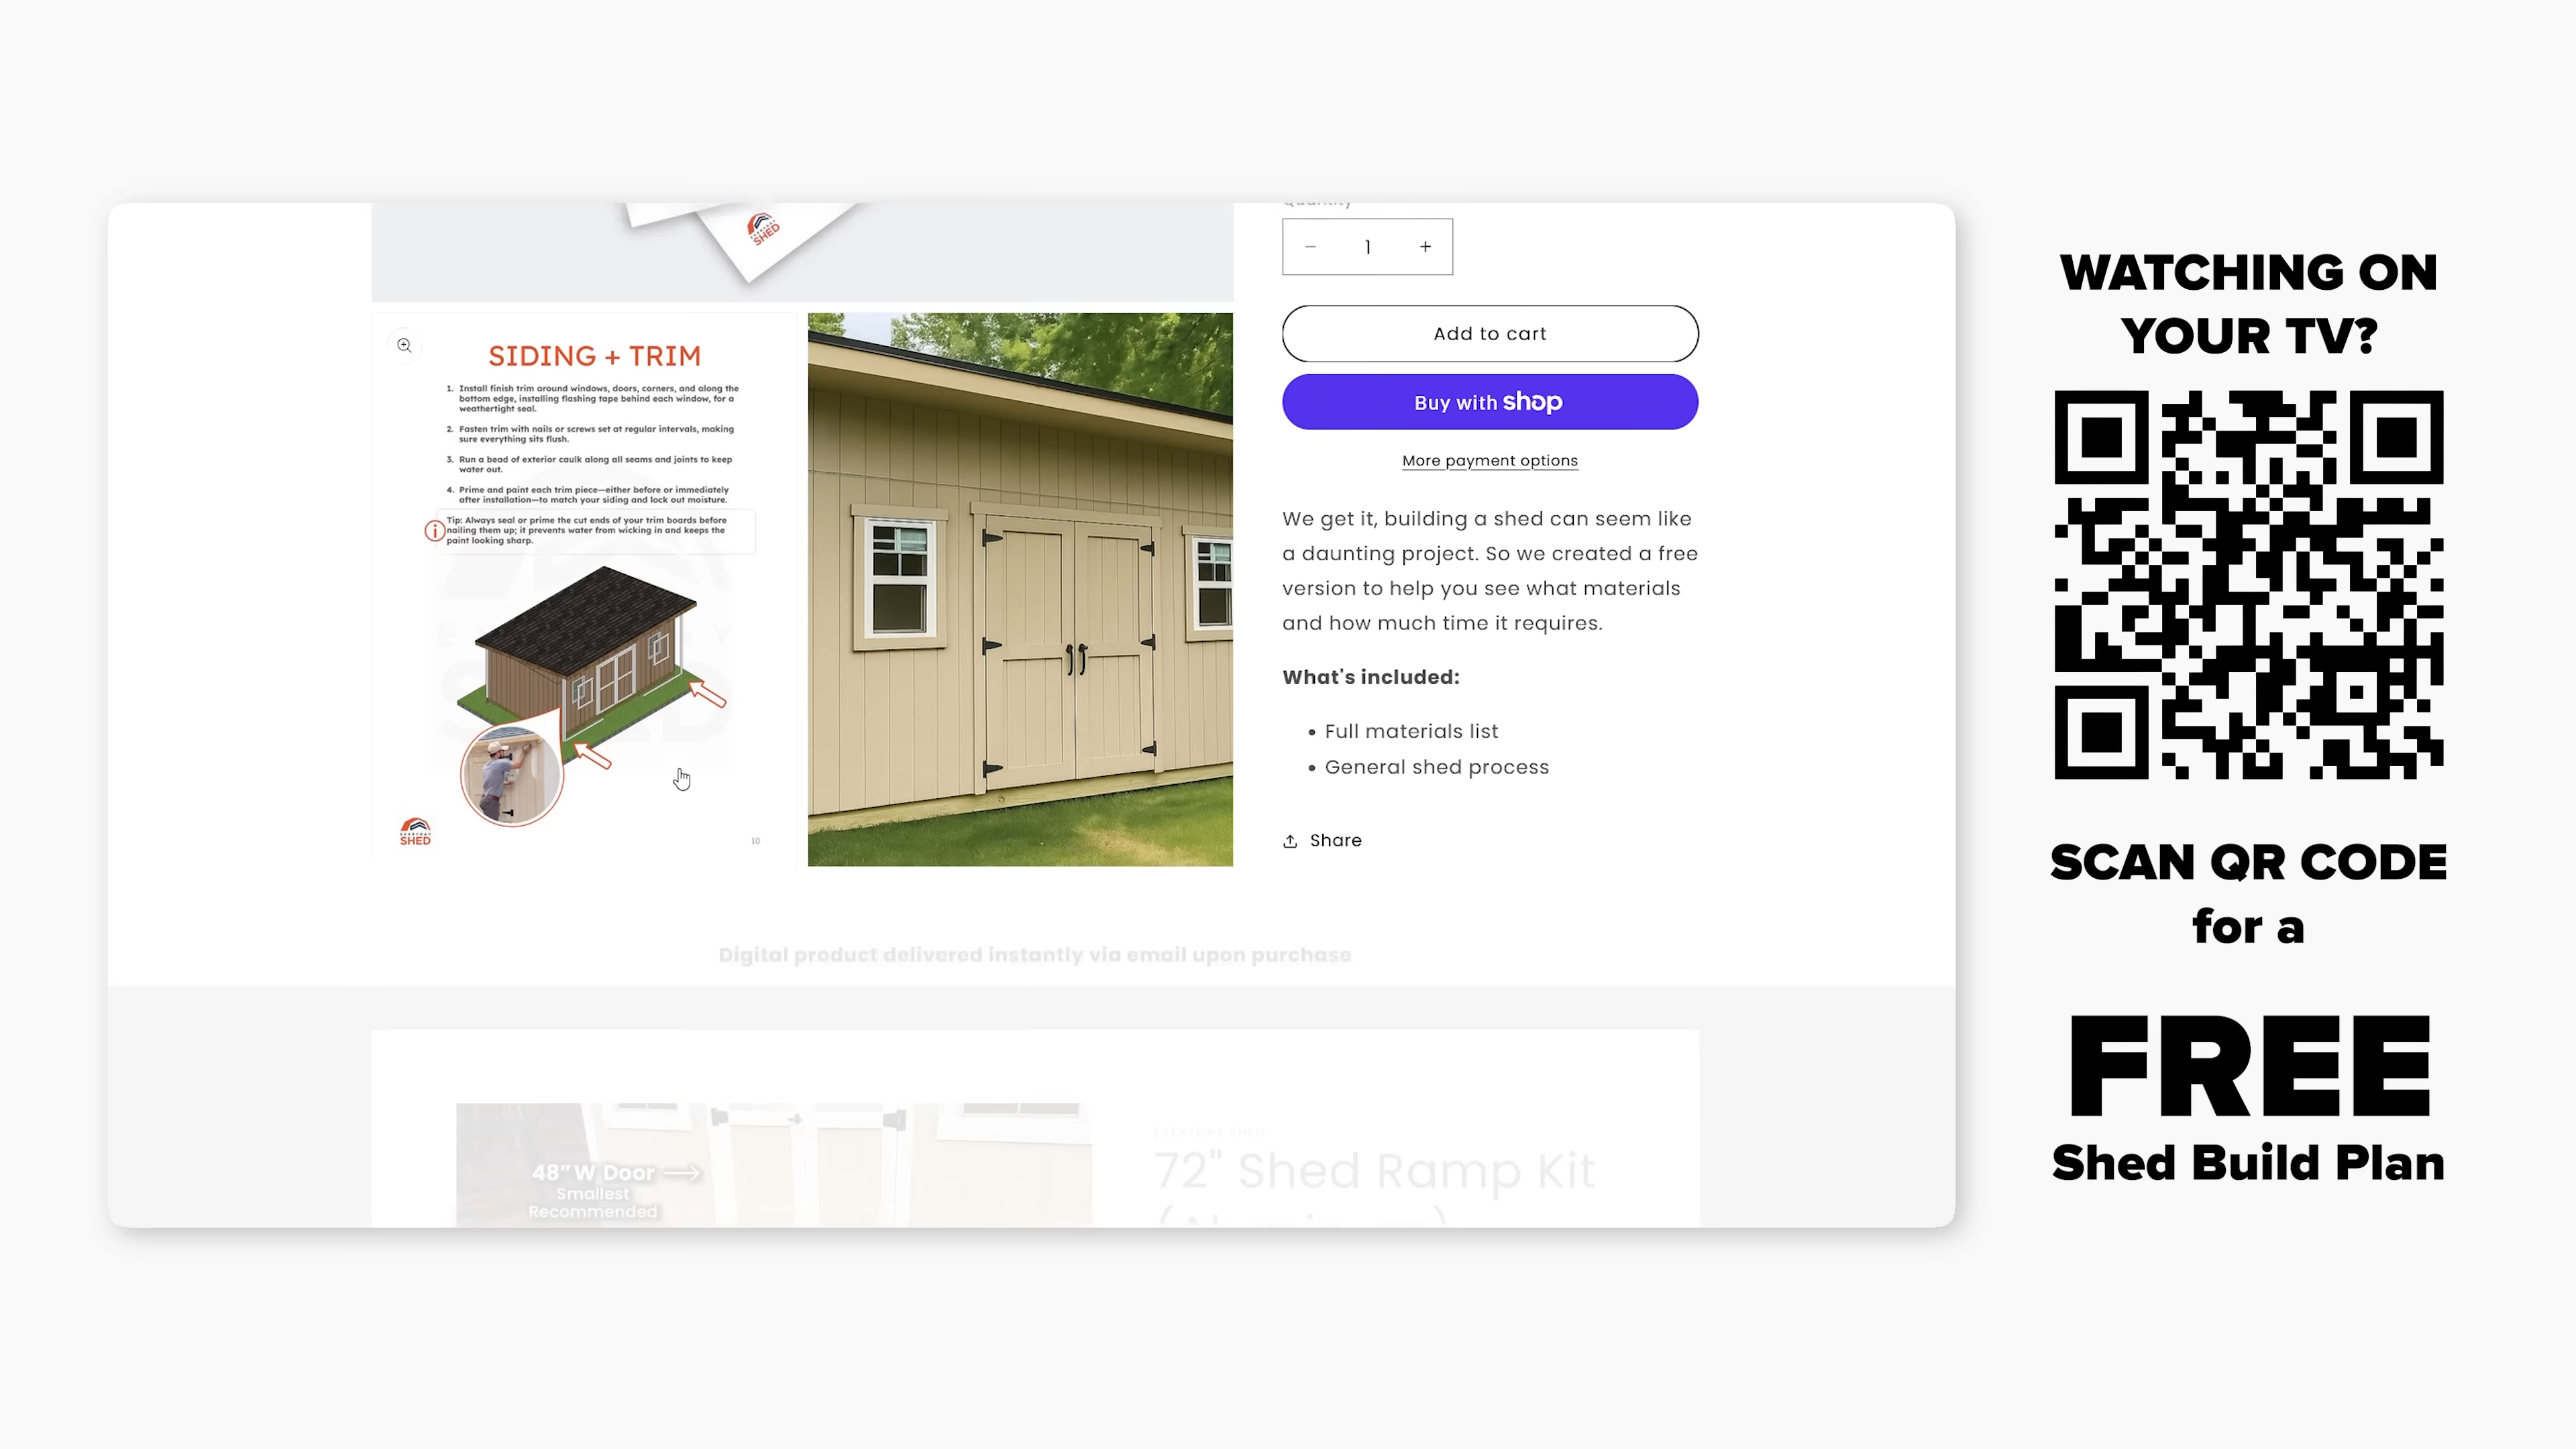 Quantity
1
Add to cart
Buy with shop
More payment options
SIDING + TRIM
1. Install finish trim around windows, doors, corners, and along the
bottom edge, installing flashing tape behind each window, for a
weathertight seal.
2. Fasten trim with nails or screws set at regular intervals, making
sure everything sits flush.
3. Run a bead of exterior caulk along all seams and joints to keep
water out.
4. Prime and paint each trim piece—either before or immediately
after installation—to match your siding and lock out moisture.
Tip: Always seal or prime the cut ends of your trim boards before
nailing them up; it prevents water from wicking in and keeps the
paint looking sharp.
EVERYDAY
SHED
10
SHED
We get it, building a shed can seem like
a daunting project. So we created a free
version to help you see what materials
and how much time it requires.
What's included:
• Full materials list
• General shed process
Share
Digital product delivered instantly via email upon purchase
48” W Door
Smallest
Recommended
EVERYDAY SHED
72" Shed Ramp Kit
WATCHING ON
YOUR TV?
SCAN QR CODE
for a
FREE
Shed Build Plan